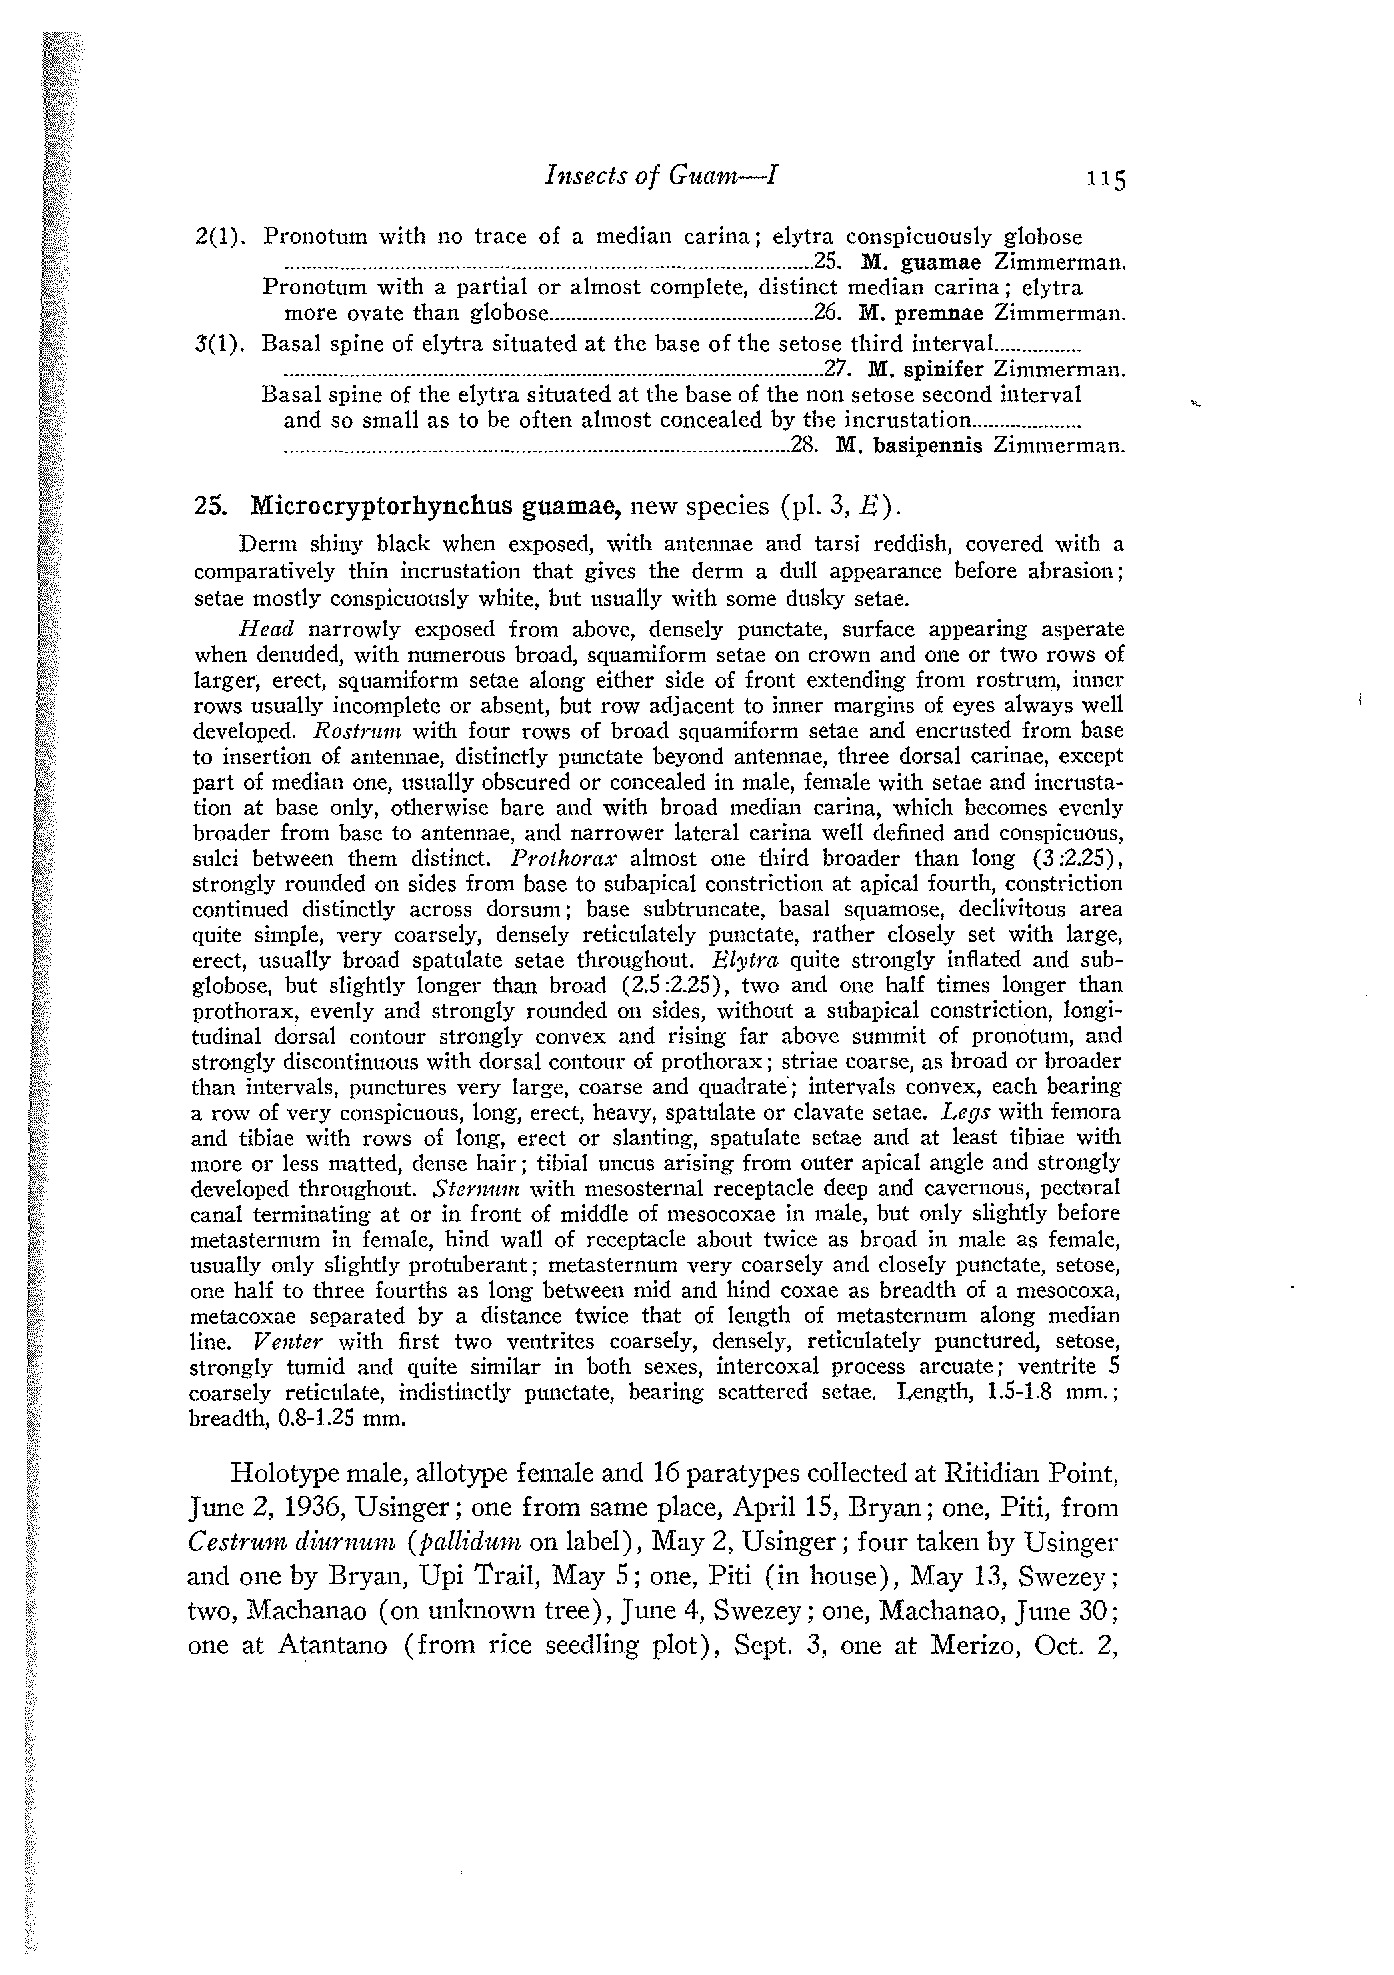 Insects of Guam—I 115
2(1). Pronotum with no trace of a median carina; elytra conspicuously globose
........25. M. guamae Zimmerman.
Pronotum with a partial or almost complete, distinct median carina; elytra
more ovate than globose........26. M. premnae Zimmerman.
3(1). Basal spine of elytra situated at the base of the setose third interval........
........27. M. spinifer Zimmerman.
Basal spine of the elytra situated at the base of the non setose second interval
and so small as to be often almost concealed by the incrustation........
........28. M. basipennis Zimmerman.
25. Microcryptorhynchus guamae, new species (pl. 3, E).
Derm shiny black when exposed, with antennae and tarsi reddish, covered with a
comparatively thin incrustation that gives the derm a dull appearance before abrasion;
setae mostly conspicuously white, but usually with some dusky setae.
Head narrowly exposed from above, densely punctate, surface appearing asperate
when denuded, with numerous broad, squamiform setae on crown and one or two rows of
larger, erect, squamiform setae along either side of front extending from rostrum, inner
rows usually incomplete or absent, but row adjacent to inner margins of eyes always well
developed. Rostrum with four rows of broad squamiform setae and encrusted from base
to insertion of antennae, distinctly punctate beyond antennae, three dorsal carinae, except
part of median one, usually obscured or concealed in male, female with setae and incrusta-
tion at base only, otherwise bare and with broad median carina, which becomes evenly
broader from base to antennae, and narrower lateral carina well defined and conspicuous,
sulci between them distinct. Prothorax almost one third broader than long (3:2.25),
strongly rounded on sides from base to subapical constriction at apical fourth, constriction
continued distinctly across dorsum; base subtruncate, basal squamose, declivitous area
quite simple, very coarsely, densely reticulately punctate, rather closely set with large,
erect, usually broad spatulate setae throughout. Elytra quite strongly inflated and sub-
globose, but slightly longer than broad (2.5:2.25), two and one half times longer than
prothorax, evenly and strongly rounded on sides, without a subapical constriction, longi-
tudinal dorsal contour strongly convex and rising far above summit of pronotum, and
strongly discontinuous with dorsal contour of prothorax; striae coarse, as broad or broader
than intervals, punctures very large, coarse and quadrate; intervals convex, each bearing
a row of very conspicuous, long, erect, heavy, spatulate or clavate setae. Legs with femora
and tibiae with rows of long, erect or slanting, spatulate setae and at least tibiae with
more or less matted, dense hair; tibial uncus arising from outer apical angle and strongly
developed throughout. Sternum with mesosternal receptacle deep and cavernous, pectoral
canal terminating at or in front of middle of mesocoxae in male, but only slightly before
metasternum in female, hind wall of receptacle about twice as broad in male as female,
usually only slightly protuberant; metasternum very coarsely and closely punctate, setose,
one half to three fourths as long between mid and hind coxae as breadth of a mesocoxa,
metacoxae separated by a distance twice that of length of metasternum along median
line. Venter with first two ventrites coarsely, densely, reticulately punctured, setose,
strongly tumid and quite similar in both sexes, intercoxal process arcuate; ventrite 5
coarsely reticulate, indistinctly punctate, bearing scattered setae. Length, 1.5-1.8 mm.;
breadth, 0.8-1.25 mm.
Holotype male, allotype female and 16 paratypes collected at Ritidian Point,
June 2, 1936, Usinger; one from same place, April 15, Bryan; one, Piti, from
Cestrum diurnum (pallidum on label), May 2, Usinger; four taken by Usinger
and one by Bryan, Upi Trail, May 5; one, Piti (in house), May 13, Swezey;
two, Machanao (on unknown tree), June 4, Swezey; one, Machanao, June 30;
one at Atantano (from rice seedling plot), Sept. 3, one at Merizo, Oct. 2,